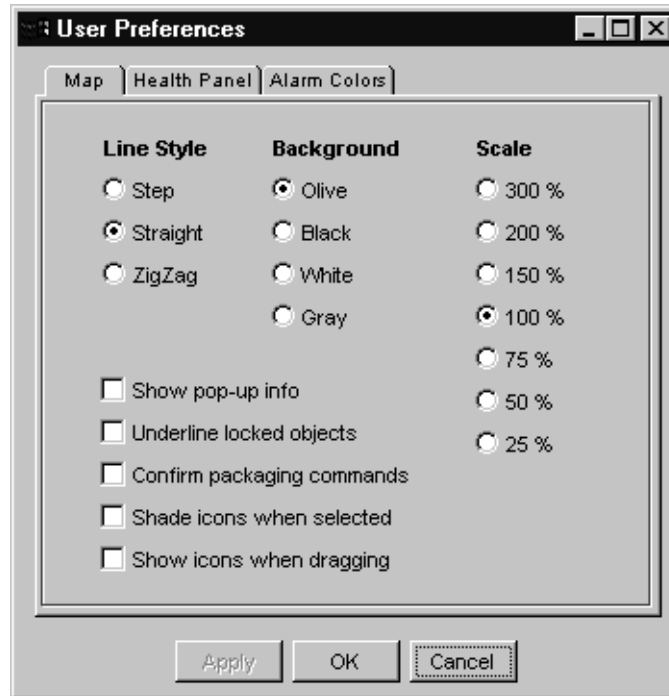 User Preferences
Map Health Panel Alarm Colors
Line Style
Step
Straight
ZigZag
Background
Olive
Black
White
Gray
Scale
300 %
200 %
150 %
100 %
75 %
50 %
25 %
Show pop-up info
Underline locked objects
Confirm packaging commands
Shade icons when selected
Show icons when dragging
Apply OK Cancel